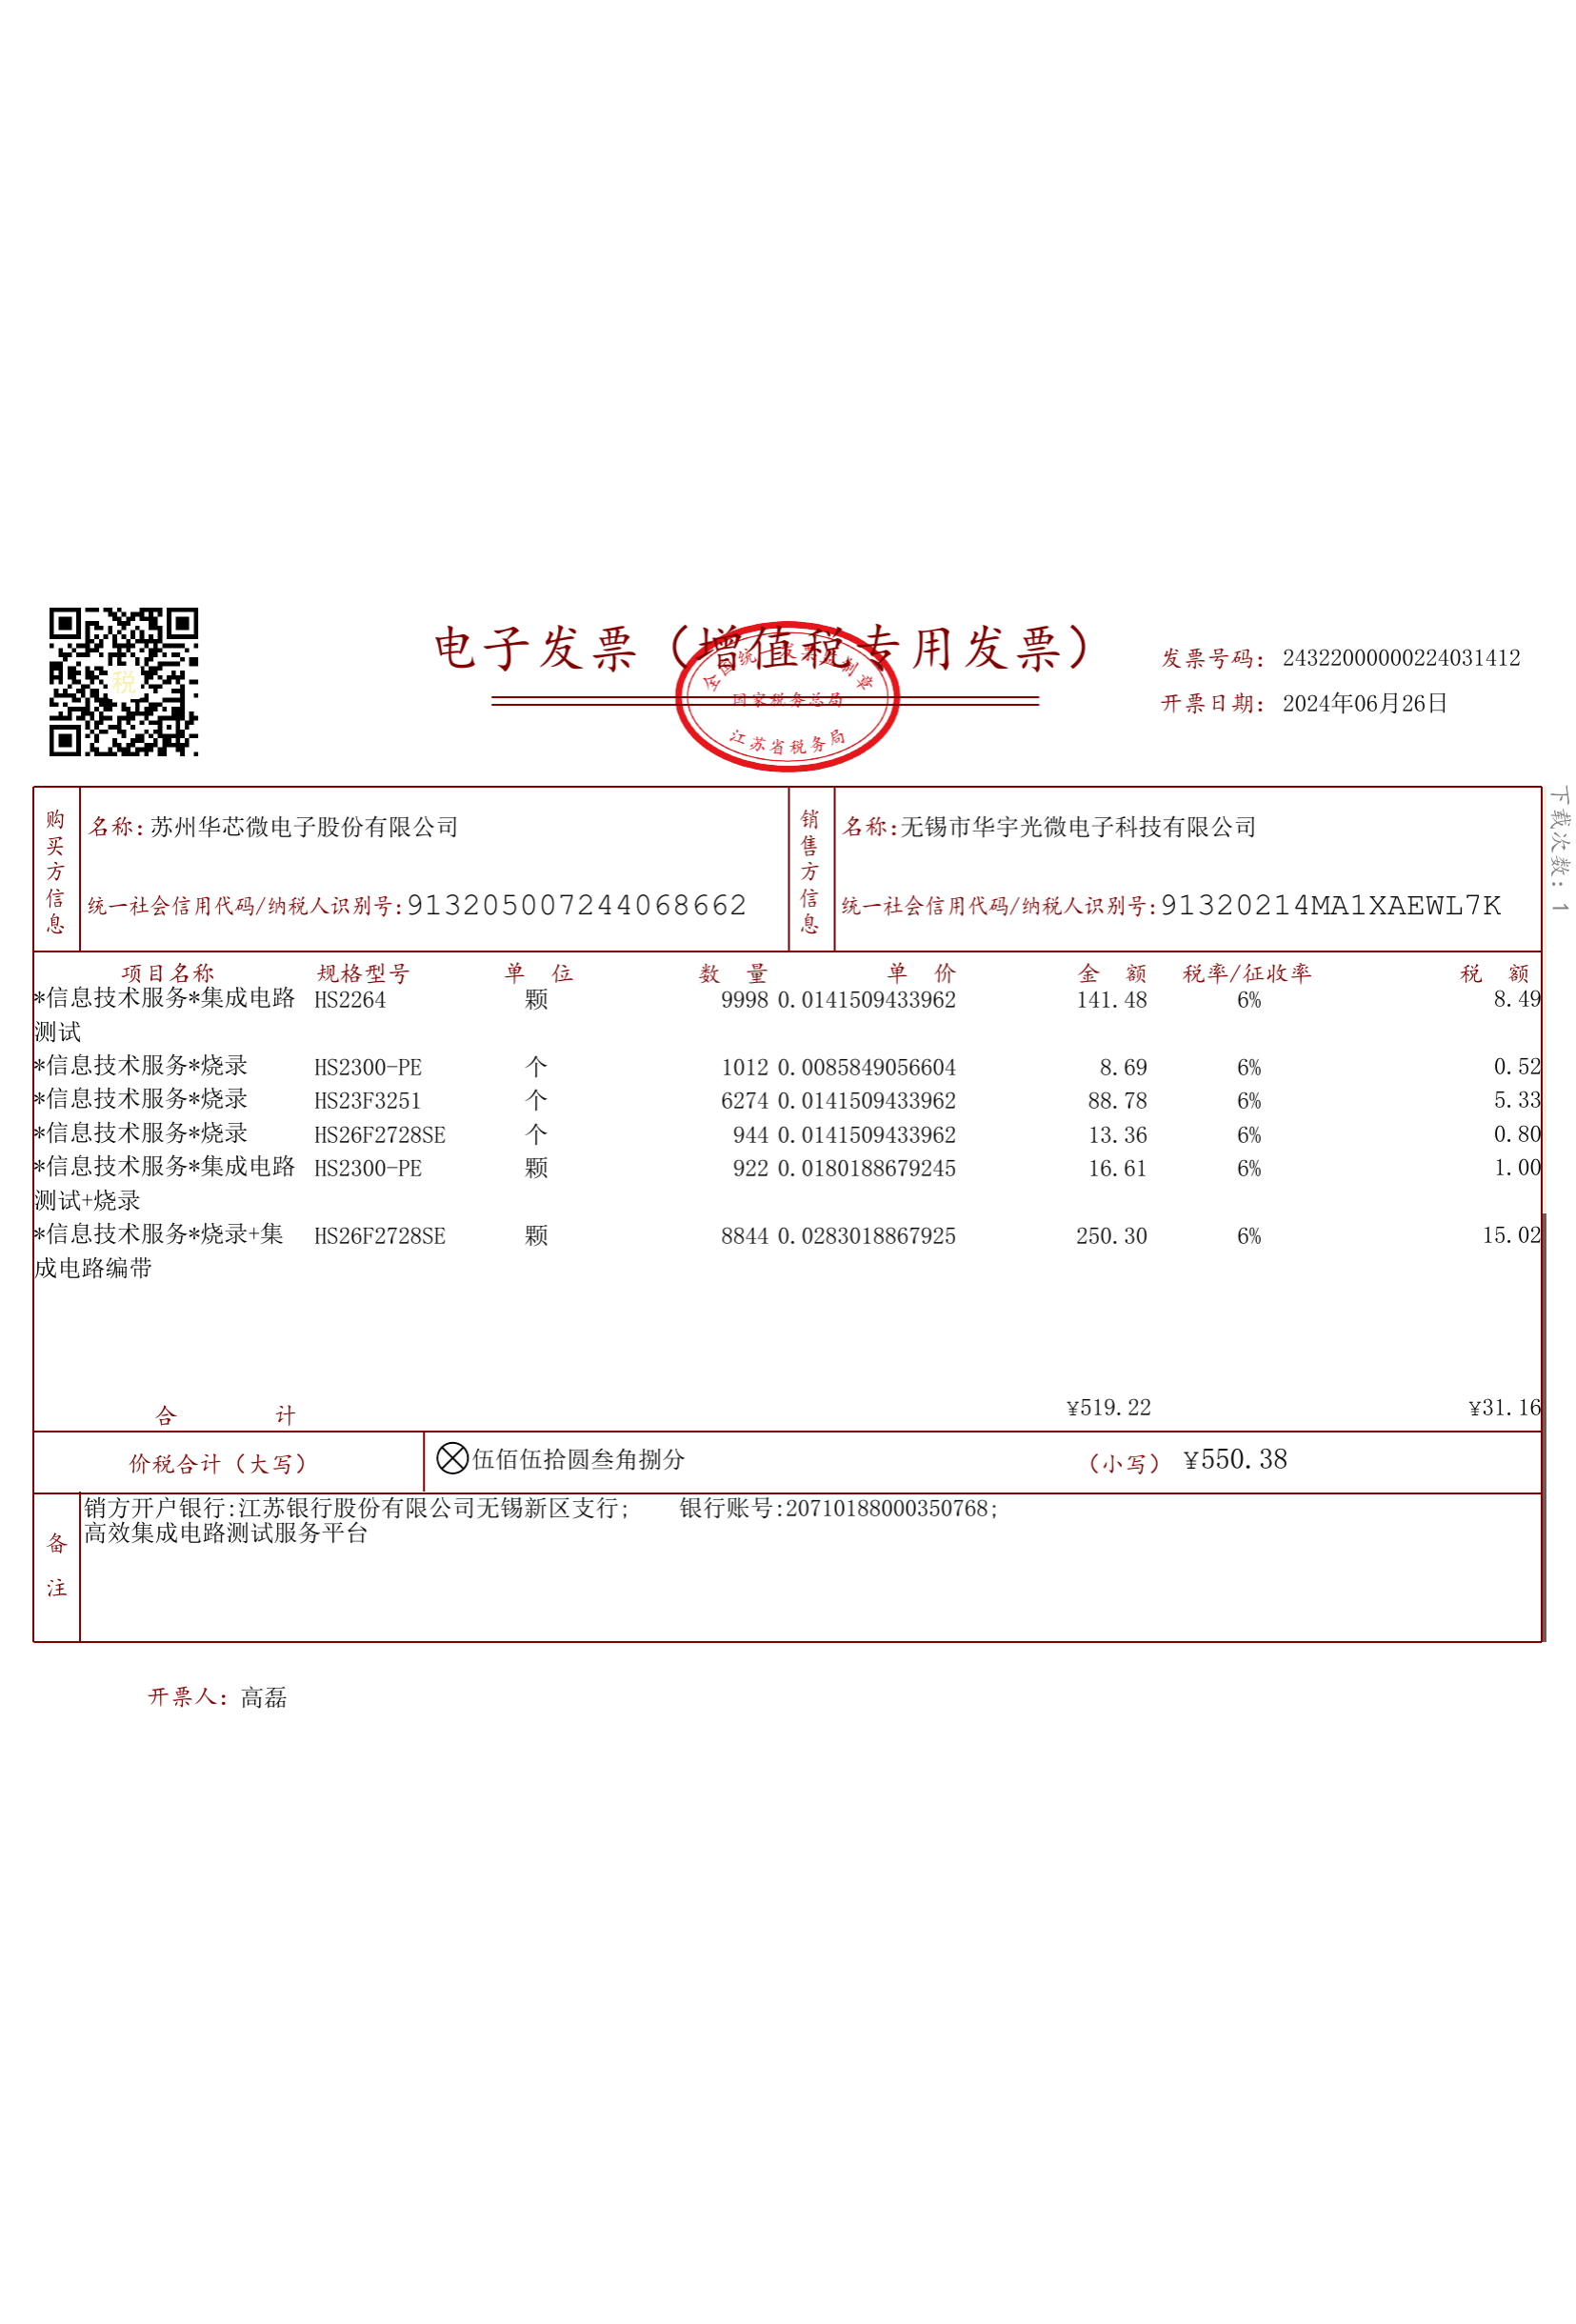 电子发票（增值税专用发票）
全国统一发票监制章
国家税务总局
江苏省税务局
税
发票号码：24322000000224031412
开票日期：2024年06月26日
下载次数：1
购买方信息
名称：苏州华芯微电子股份有限公司
统一社会信用代码/纳税人识别号：913205007244068662
销售方信息
名称：无锡市华宇光微电子科技有限公司
统一社会信用代码/纳税人识别号：91320214MA1XAEWL7K
项目名称 规格型号 单 位 数 量 单 价 金 额 税率/征收率 税 额
*信息技术服务*集成电路 HS2264 颗 9998 0.0141509433962 141.48 6% 8.49
测试
*信息技术服务*烧录 HS2300-PE 个 1012 0.0085849056604 8.69 6% 0.52
*信息技术服务*烧录 HS23F3251 个 6274 0.0141509433962 88.78 6% 5.33
*信息技术服务*烧录 HS26F2728SE 个 944 0.0141509433962 13.36 6% 0.80
*信息技术服务*集成电路 HS2300-PE 颗 922 0.0180188679245 16.61 6% 1.00
测试+烧录
*信息技术服务*烧录+集 HS26F2728SE 颗 8844 0.0283018867925 250.30 6% 15.02
成电路编带
合 计 ¥519.22 ¥31.16
价税合计（大写） 伍佰伍拾圆叁角捌分 （小写） ¥550.38
备注
销方开户银行:江苏银行股份有限公司无锡新区支行; 银行账号:20710188000350768;
高效集成电路测试服务平台
开票人：高磊